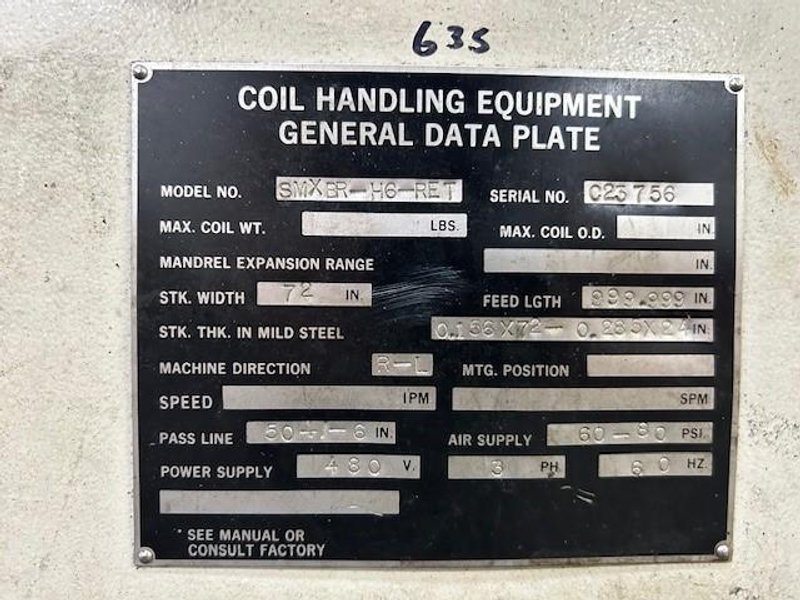 635
COIL HANDLING EQUIPMENT
GENERAL DATA PLATE
MODEL NO. SMXBR-H6-RET SERIAL NO. C23756
MAX. COIL WT. LBS. MAX. COIL O.D. IN.
MANDREL EXPANSION RANGE IN.
STK. WIDTH 72 IN. FEED LGTH 999.999 IN.
STK. THK. IN MILD STEEL 0.156X72- IN.
MACHINE DIRECTION R-L MTG. POSITION
SPEED IPM SPM
PASS LINE IN. AIR SUPPLY 60-80 PSI.
POWER SUPPLY 480 V. 3 PH 60 HZ.
* SEE MANUAL OR
CONSULT FACTORY